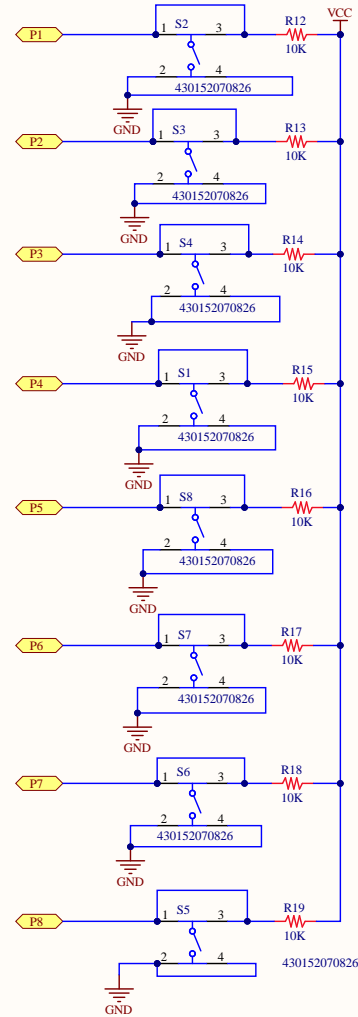 VCC
S2
R12
P1
1
3
10K
2
4
430152070826
GND
S3
R13
P2
1
3
10K
2
4
430152070826
GND
S4
R14
P3
1
3
10K
2
4
430152070826
GND
S1
R15
P4
1
3
10K
2
4
430152070826
GND
S8
R16
P5
1
3
10K
2
4
430152070826
GND
S7
R17
P6
1
3
10K
2
4
430152070826
GND
S6
R18
P7
1
3
10K
2
4
430152070826
GND
S5
R19
P8
1
3
10K
2
4
430152070826
GND